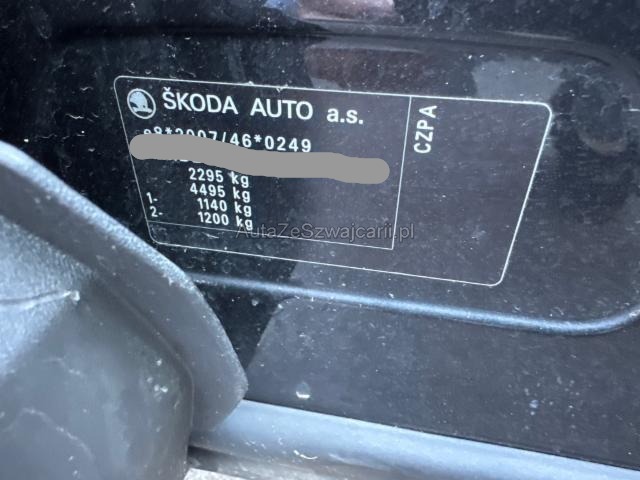 ŠKODA AUTO a.s.
e8*2007/46*0249
2295 kg
4495 kg
1- 1140 kg
2- 1200 kg
CZPA
AutaZeSzwajcarii.pl